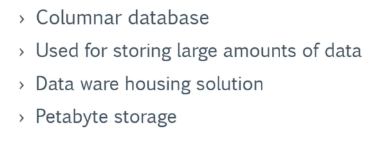 › Columnar database
› Used for storing large amounts of data
› Data ware housing solution
› Petabyte storage